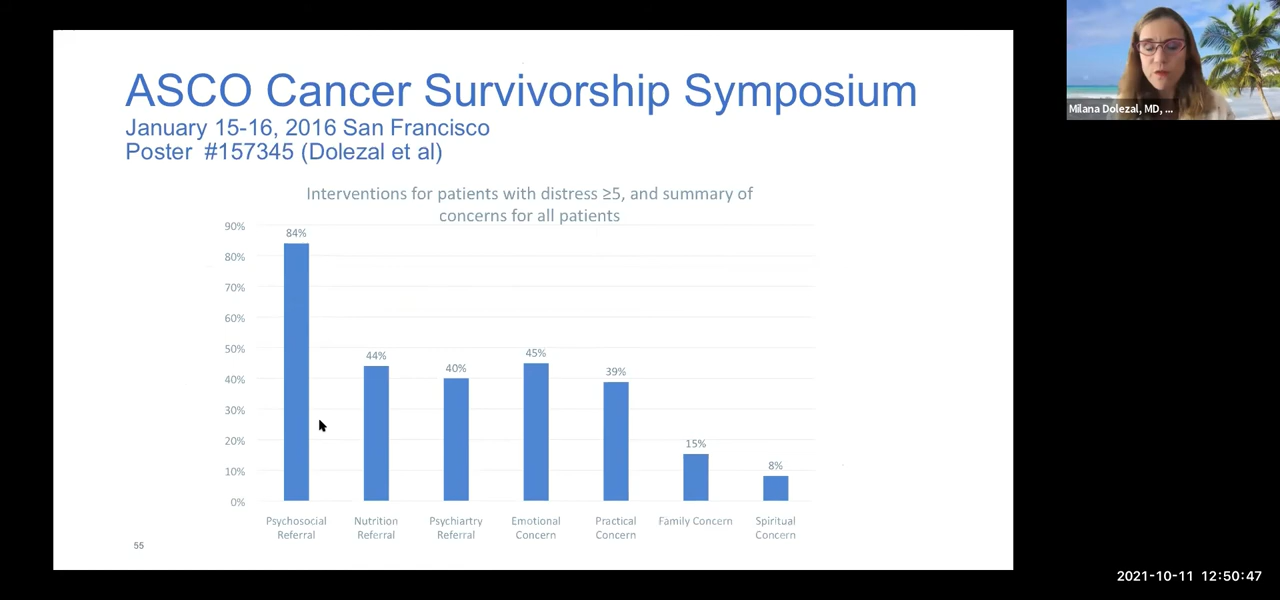 ASCO Cancer Survivorship Symposium
January 15-16, 2016 San Francisco
Poster #157345 (Dolezal et al)
Milana Dolezal, MD, ...
Interventions for patients with distress ≥5, and summary of
concerns for all patients
90%
80%
70%
60%
50%
40%
30%
20%
10%
0%
84%
44%
40%
45%
39%
15%
8%
Psychosocial
Referral
Nutrition
Referral
Psychiartry
Referral
Emotional
Concern
Practical
Concern
Family Concern
Spiritual
Concern
55
2021-10-11 12:50:47